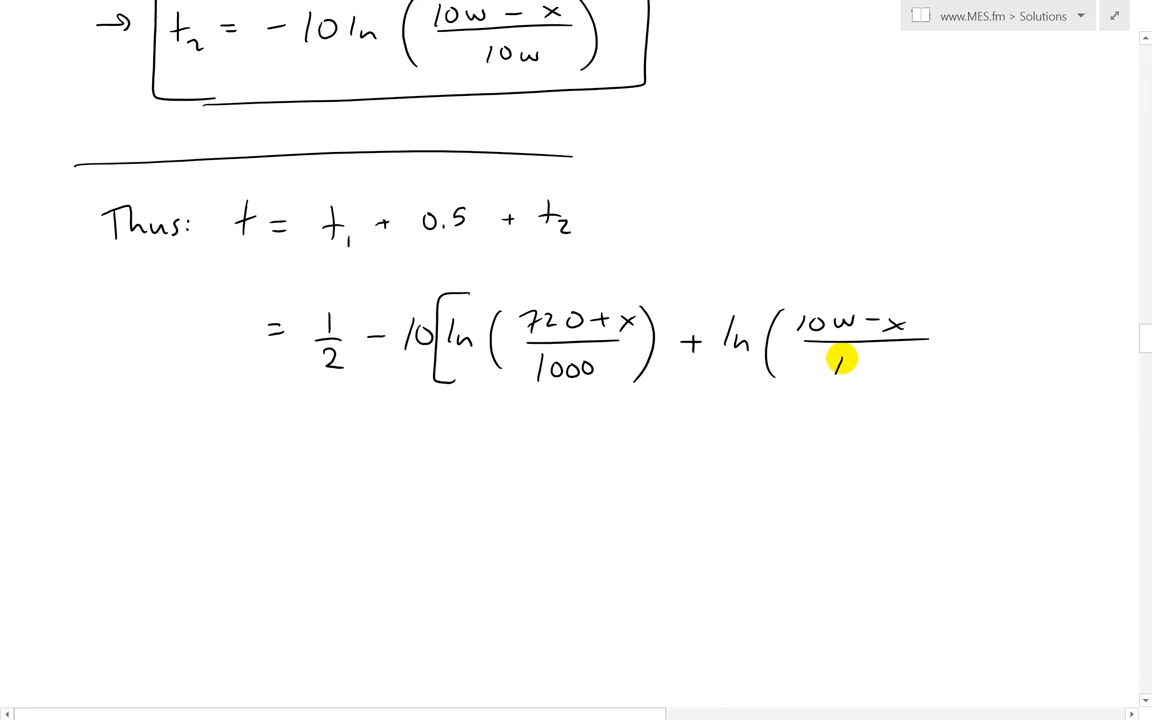 www.MES.fm > Solutions
→ t₂ = - 10 ln ( (10w - x) / 10w )
Thus: t = t₁ + 0.5 + t₂
= 1/2 - 10 [ ln ( (720 + x) / 1000 ) + ln ( (10w - x) / 1